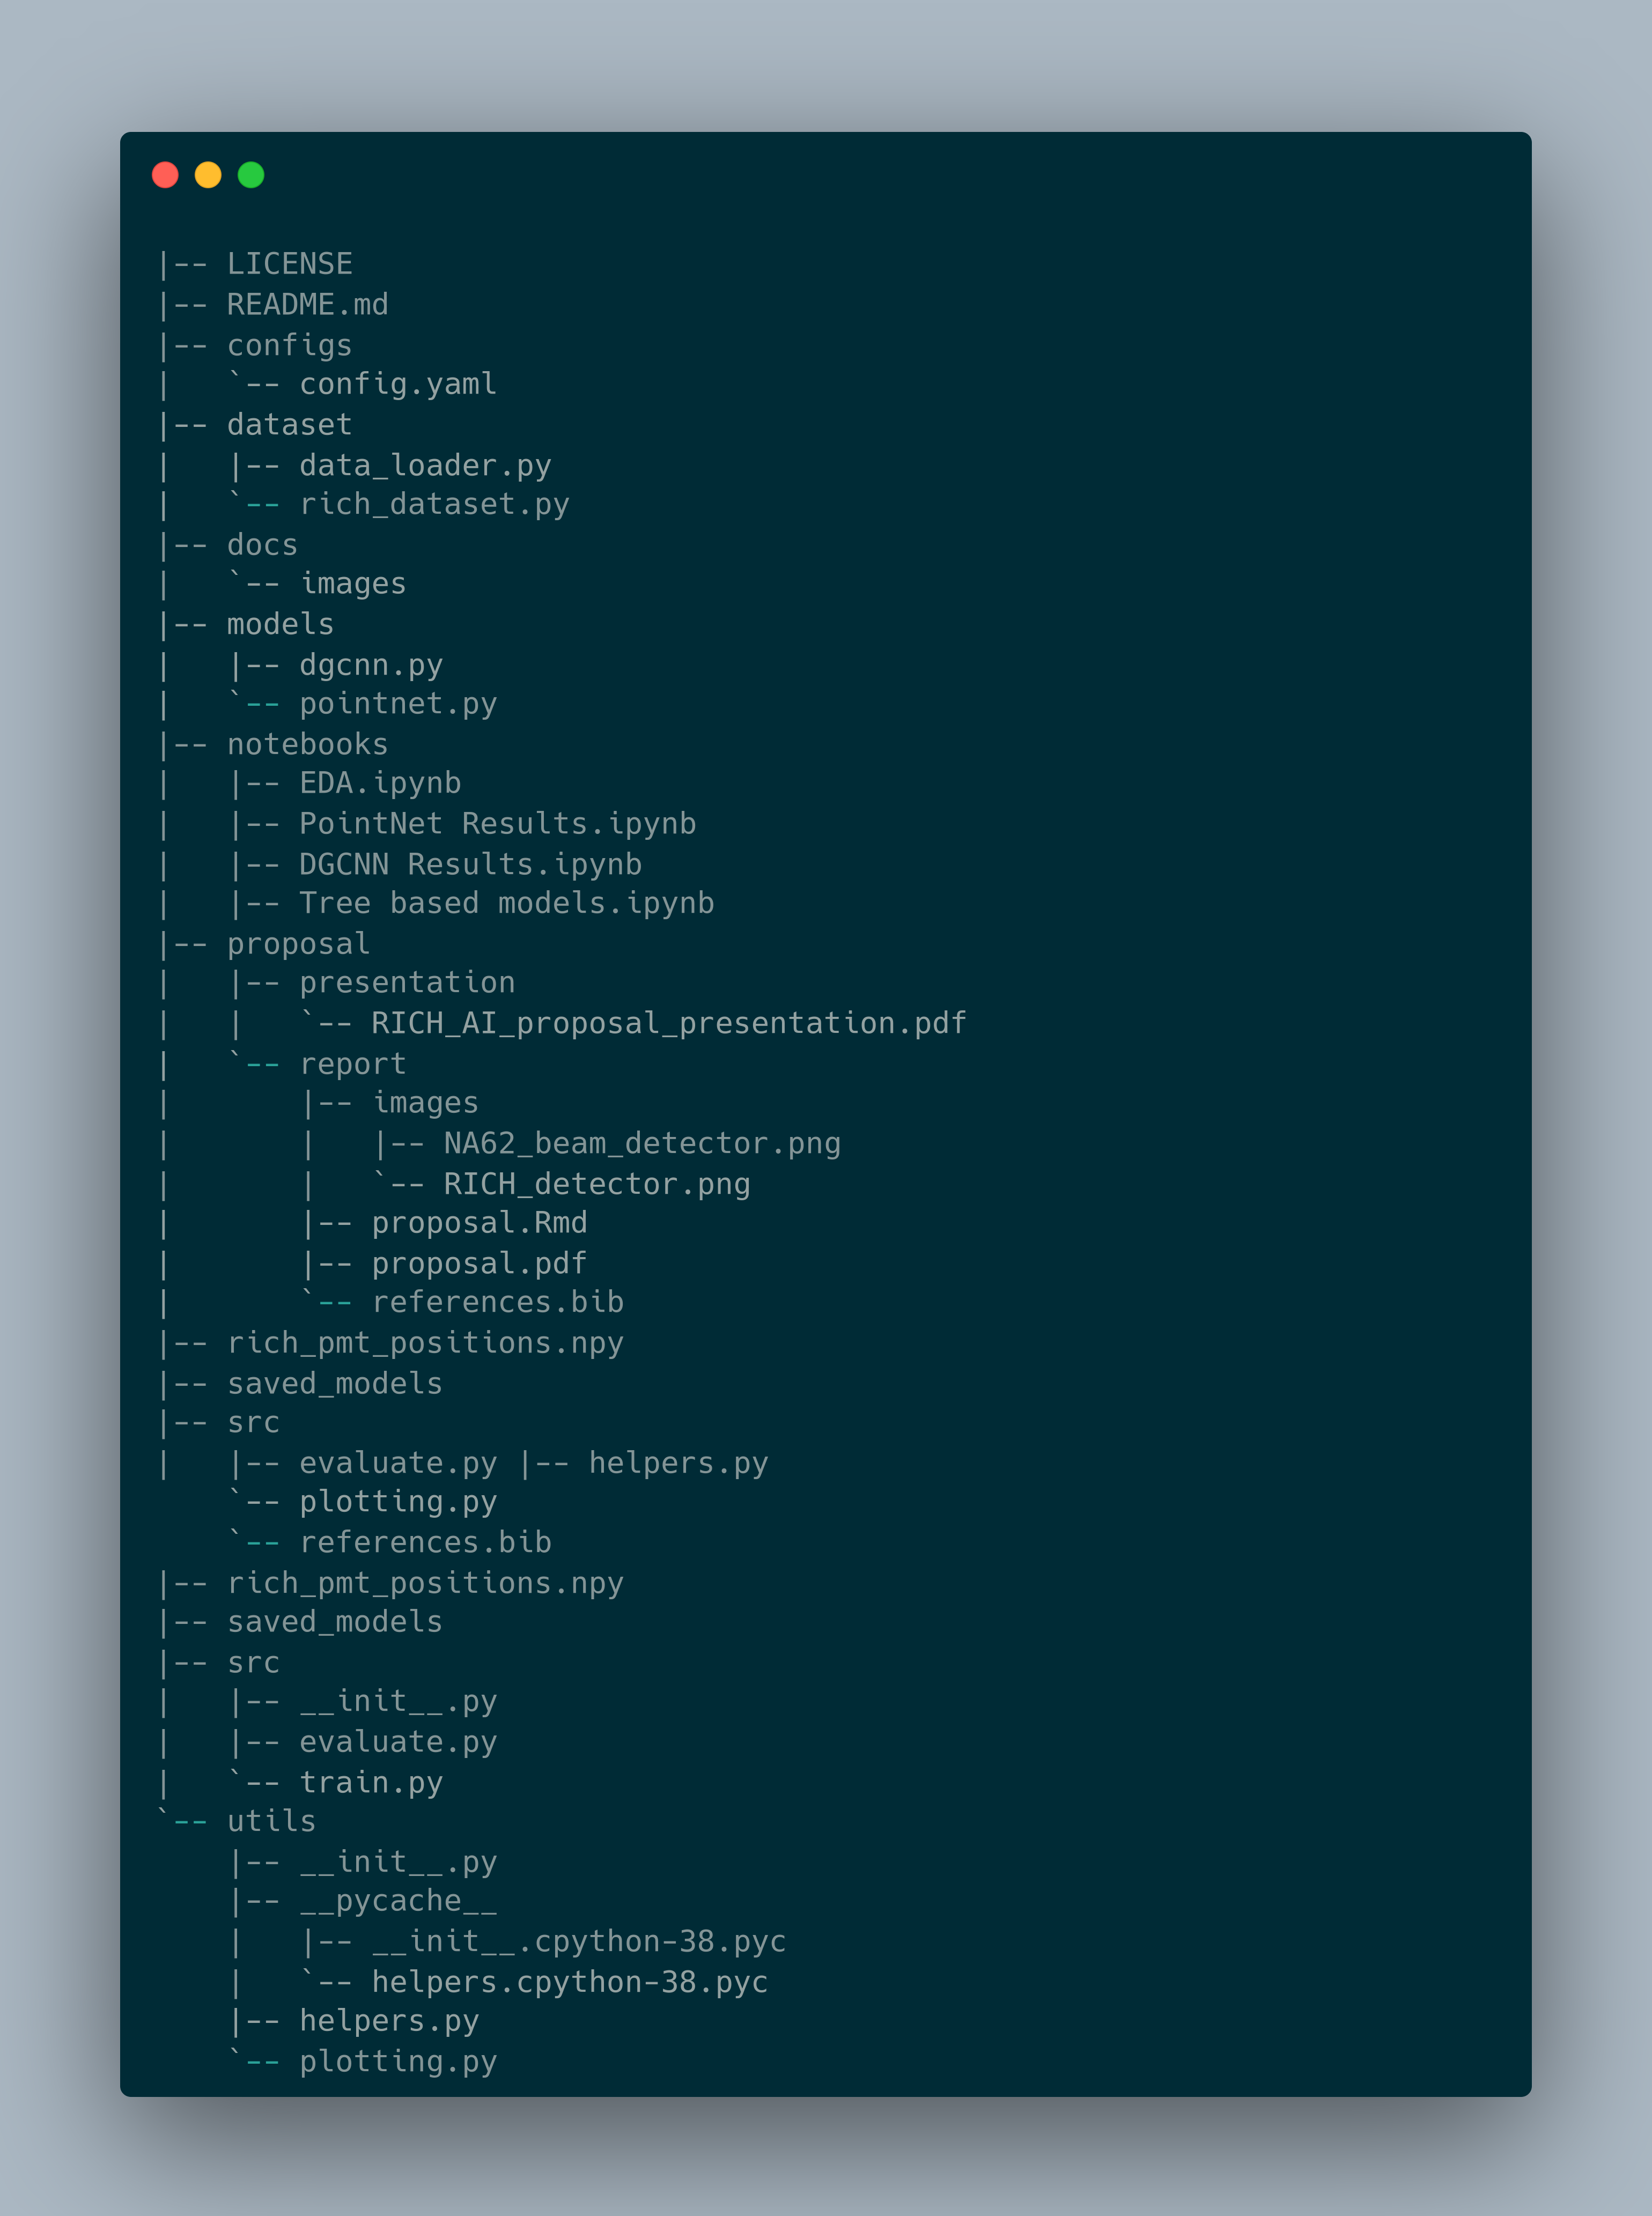 |-- LICENSE
|-- README.md
|-- configs
|   `-- config.yaml
|-- dataset
|   |-- data_loader.py
|   `-- rich_dataset.py
|-- docs
|   `-- images
|-- models
|   |-- dgcnn.py
|   `-- pointnet.py
|-- notebooks
|   |-- EDA.ipynb
|   |-- PointNet Results.ipynb
|   |-- DGCNN Results.ipynb
|   |-- Tree based models.ipynb
|-- proposal
|   |-- presentation
|   |   `-- RICH_AI_proposal_presentation.pdf
|   `-- report
|       |-- images
|       |   |-- NA62_beam_detector.png
|       |   `-- RICH_detector.png
|       |-- proposal.Rmd
|       |-- proposal.pdf
|       `-- references.bib
|-- rich_pmt_positions.npy
|-- saved_models
|-- src
|   |-- evaluate.py |-- helpers.py
    `-- plotting.py
    `-- references.bib
|-- rich_pmt_positions.npy
|-- saved_models
|-- src
|   |-- __init__.py
|   |-- evaluate.py
|   `-- train.py
`-- utils
    |-- __init__.py
    |-- __pycache__
    |   |-- __init__.cpython-38.pyc
    |   `-- helpers.cpython-38.pyc
    |-- helpers.py
    `-- plotting.py